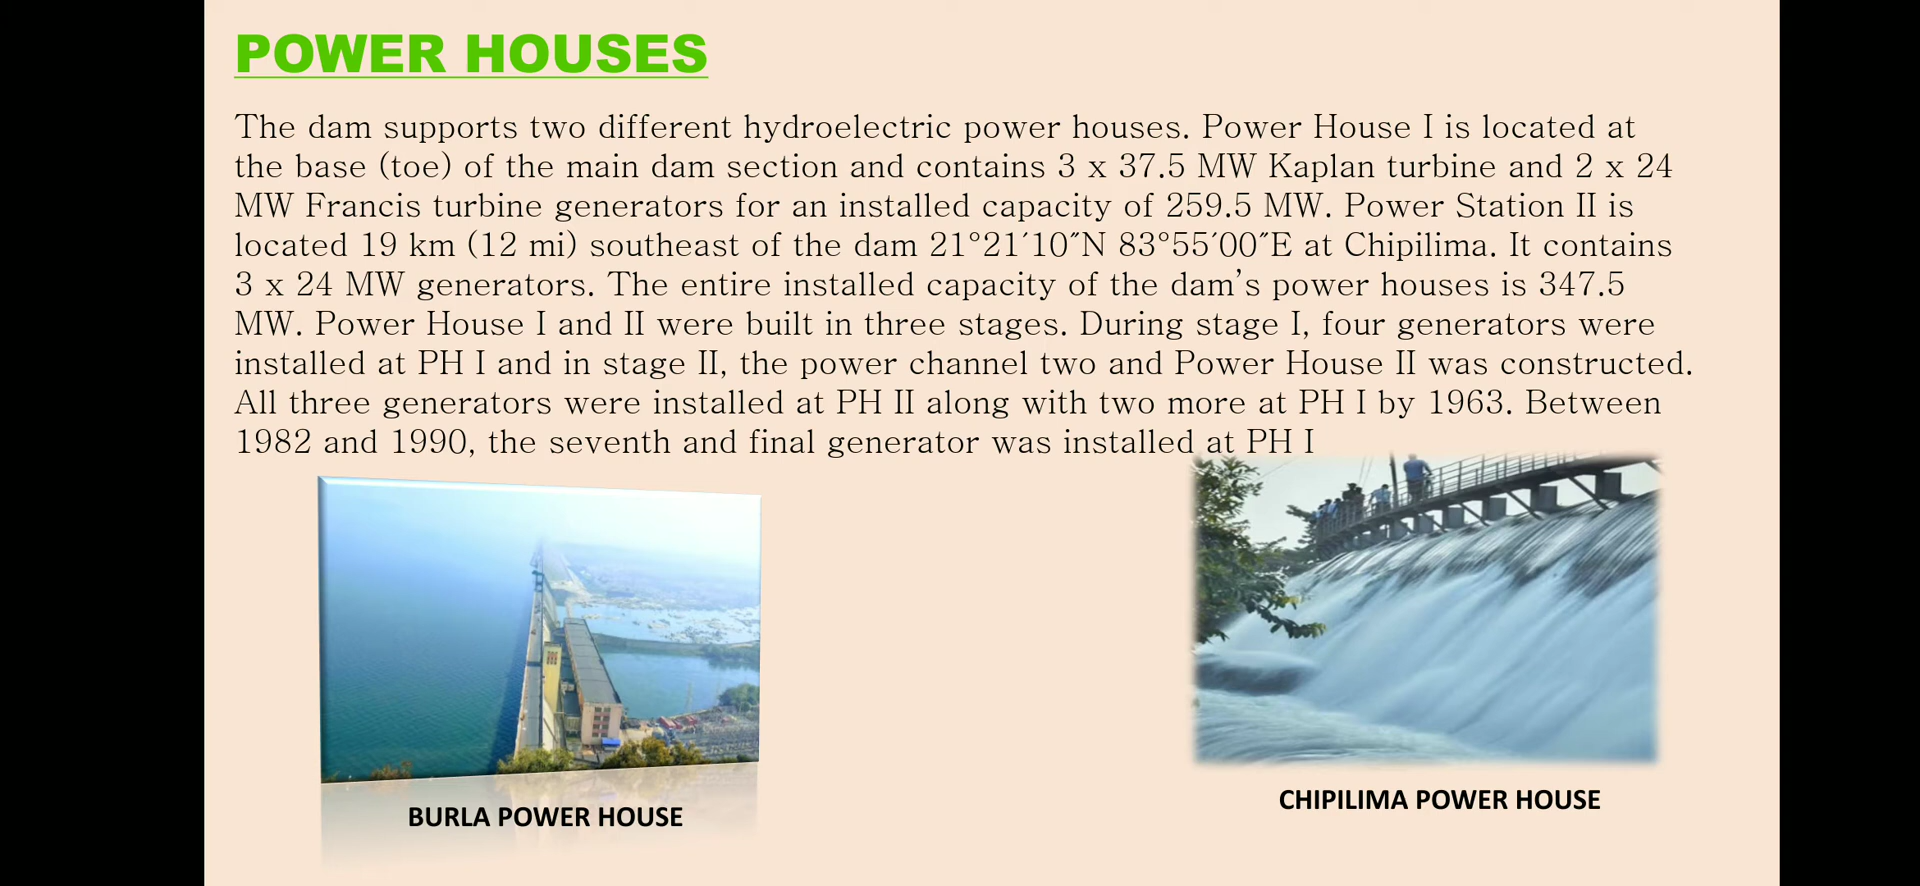 POWER HOUSES
The dam supports two different hydroelectric power houses. Power House I is located at
the base (toe) of the main dam section and contains 3 x 37.5 MW Kaplan turbine and 2 x 24
MW Francis turbine generators for an installed capacity of 259.5 MW. Power Station II is
located 19 km (12 mi) southeast of the dam 21°21′10″N 83°55′00″E at Chipilima. It contains
3 x 24 MW generators. The entire installed capacity of the dam’s power houses is 347.5
MW. Power House I and II were built in three stages. During stage I, four generators were
installed at PH I and in stage II, the power channel two and Power House II was constructed.
All three generators were installed at PH II along with two more at PH I by 1963. Between
1982 and 1990, the seventh and final generator was installed at PH I
BURLA POWER HOUSE
CHIPILIMA POWER HOUSE